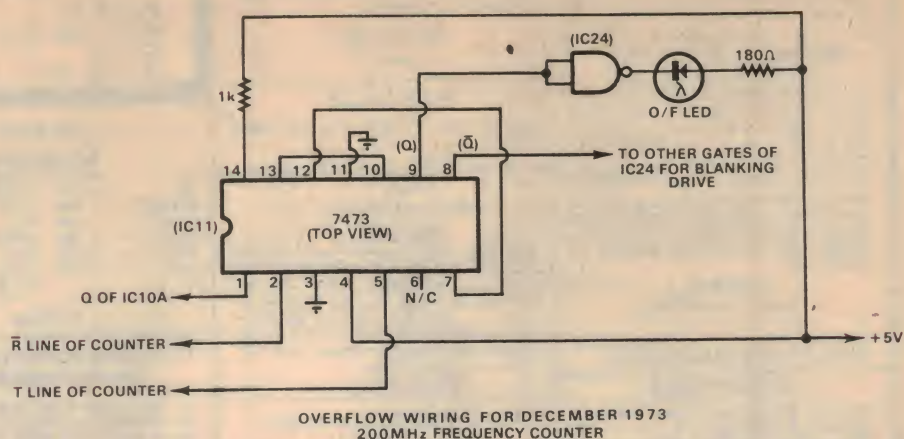 (IC24)
180Ω
1k
λ
O/F LED
(Q) (Q̅)
14 13 12 11 10 9 8
TO OTHER GATES OF
IC24 FOR BLANKING
DRIVE
(IC11)
7473
(TOP VIEW)
1 2 3 4 5 6 7
N/C
Q OF IC10A
R̅ LINE OF COUNTER
+5V
T LINE OF COUNTER
OVERFLOW WIRING FOR DECEMBER 1973
200MHz FREQUENCY COUNTER